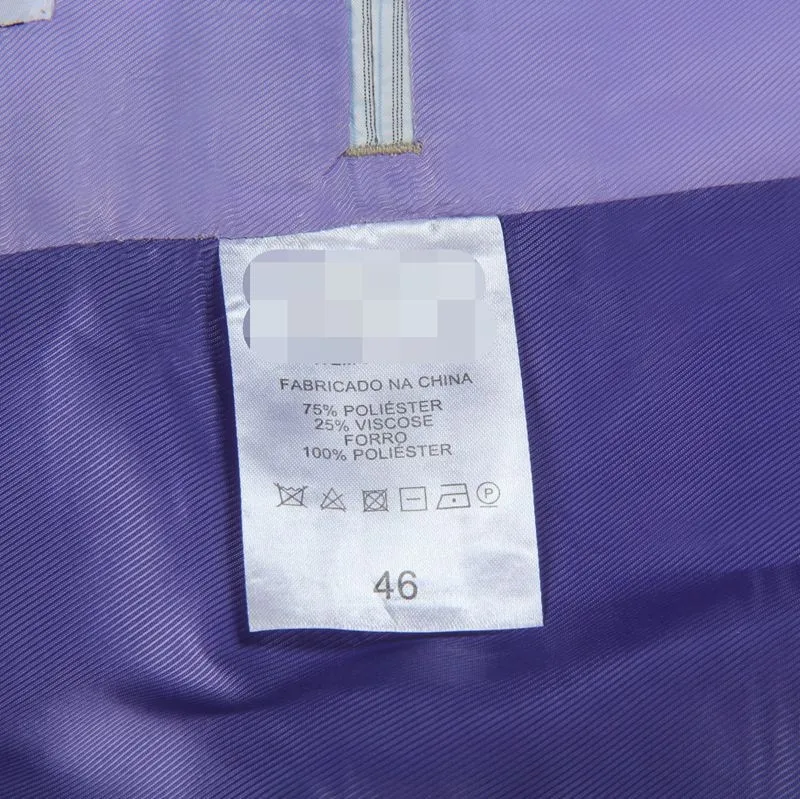 FABRICADO NA CHINA
75% POLIÉSTER
25% VISCOSE
FORRO
100% POLIÉSTER
P
46